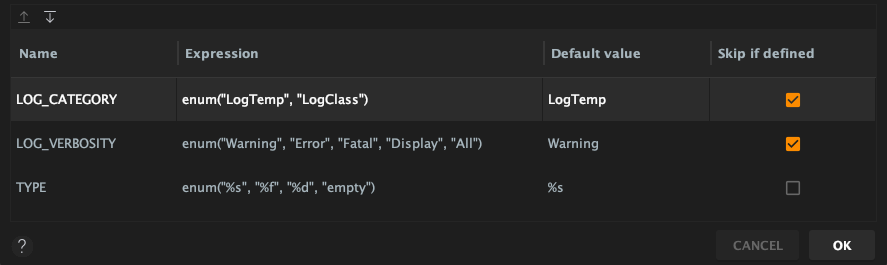 Name Expression Default value Skip if defined
LOG_CATEGORY enum("LogTemp", "LogClass") LogTemp
LOG_VERBOSITY enum("Warning", "Error", "Fatal", "Display", "All") Warning
TYPE enum("%s", "%f", "%d", "empty") %s
? CANCEL OK